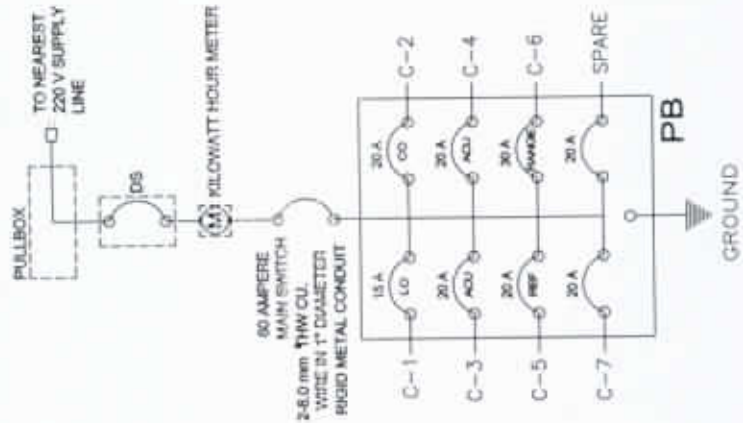 TO NEAREST
220 V SUPPLY
LINE
PULLBOX
DS
M
KILOWATT HOUR METER
60 AMPERE
MAIN SWITCH
2-8.0 mm THW CU.
WIRE IN 1" DIAMETER
RIGID METAL CONDUIT
C-1
15 A
LO
20 A
CO
C-2
C-3
20 A
ACU
20 A
ACU
C-4
C-5
20 A
REF
30 A
RANGE
C-6
C-7
20 A
20 A
SPARE
PB
GROUND